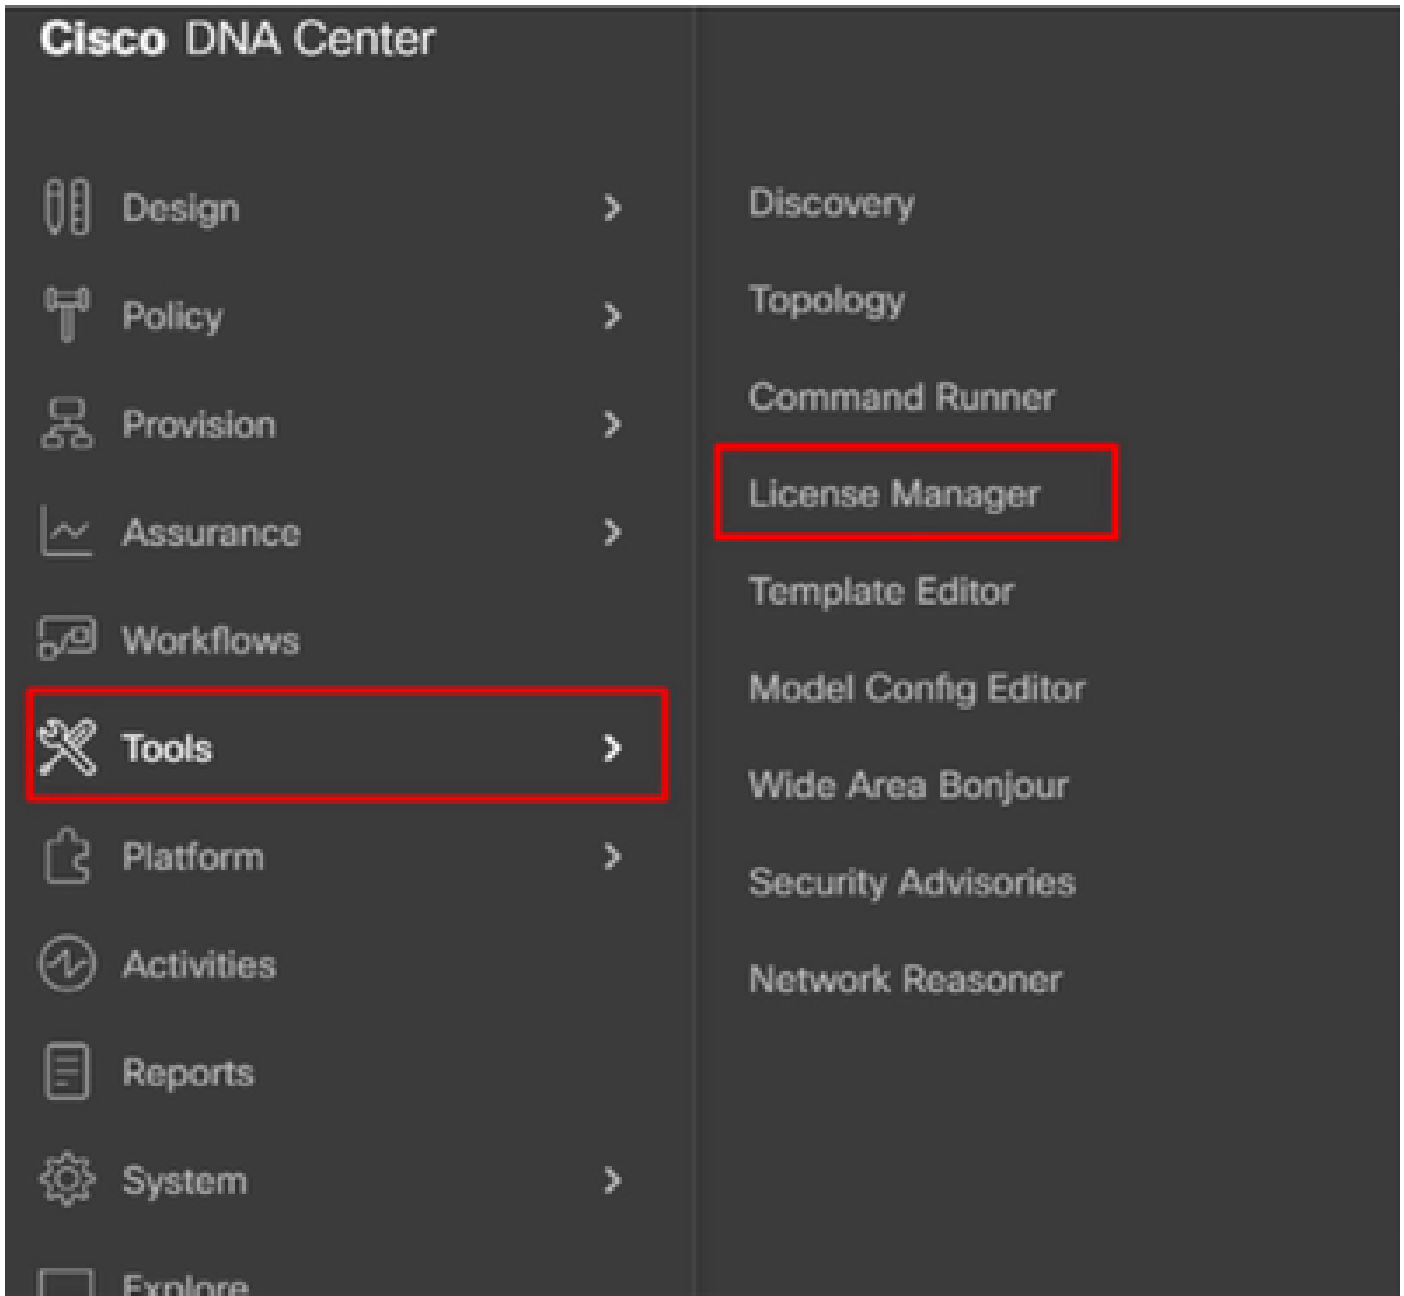 Cisco DNA Center
Design
Policy
Provision
Assurance
Workflows
Tools
Platform
Activities
Reports
System
Explore
Discovery
Topology
Command Runner
License Manager
Template Editor
Model Config Editor
Wide Area Bonjour
Security Advisories
Network Reasoner